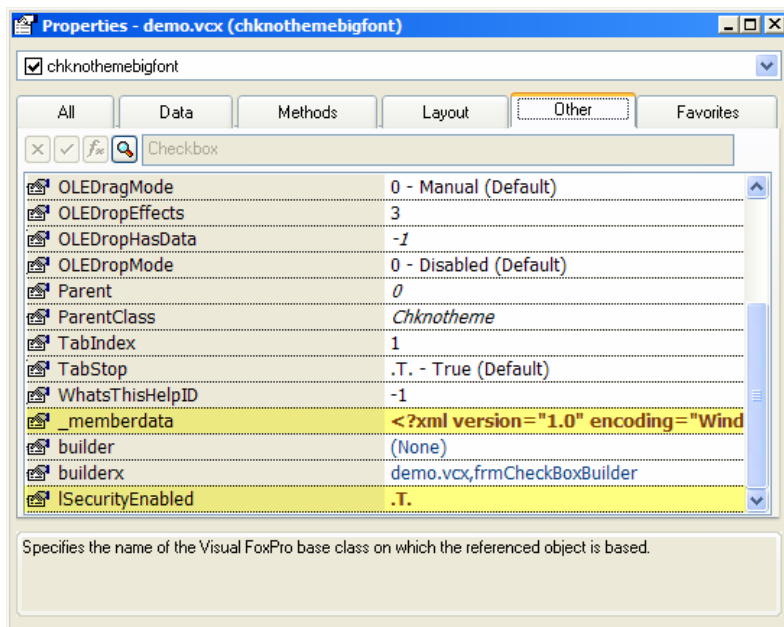 Properties - demo.vcx (chknothemebigfont)
chknothemebigfont
All Data Methods Layout Other Favorites
fx Checkbox
OLEDragMode 0 - Manual (Default)
OLEDropEffects 3
OLEDropHasData -1
OLEDropMode 0 - Disabled (Default)
Parent 0
ParentClass Chknotheme
TabIndex 1
TabStop .T. - True (Default)
WhatsThisHelpID -1
_memberdata <?xml version="1.0" encoding="Wind
builder (None)
builderx demo.vcx,frmCheckBoxBuilder
lSecurityEnabled .T.
Specifies the name of the Visual FoxPro base class on which the referenced object is based.